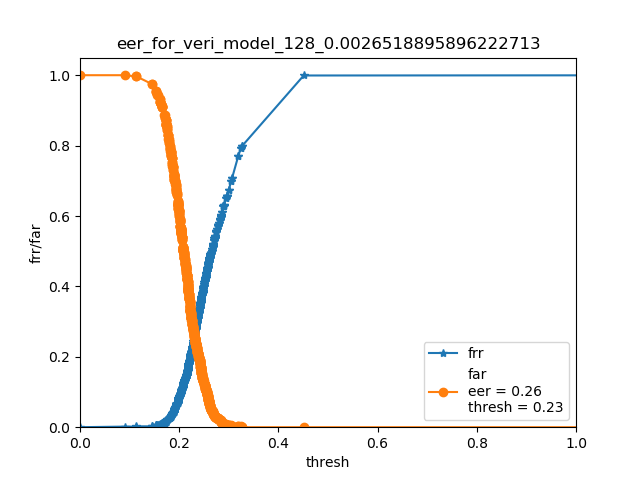 eer_for_veri_model_128_0.0026518895896222713
frr/far
1.0
0.8
0.6
0.4
0.2
0.0
0.0 0.2 0.4 0.6 0.8 1.0
thresh
frr
far
eer = 0.26
thresh = 0.23